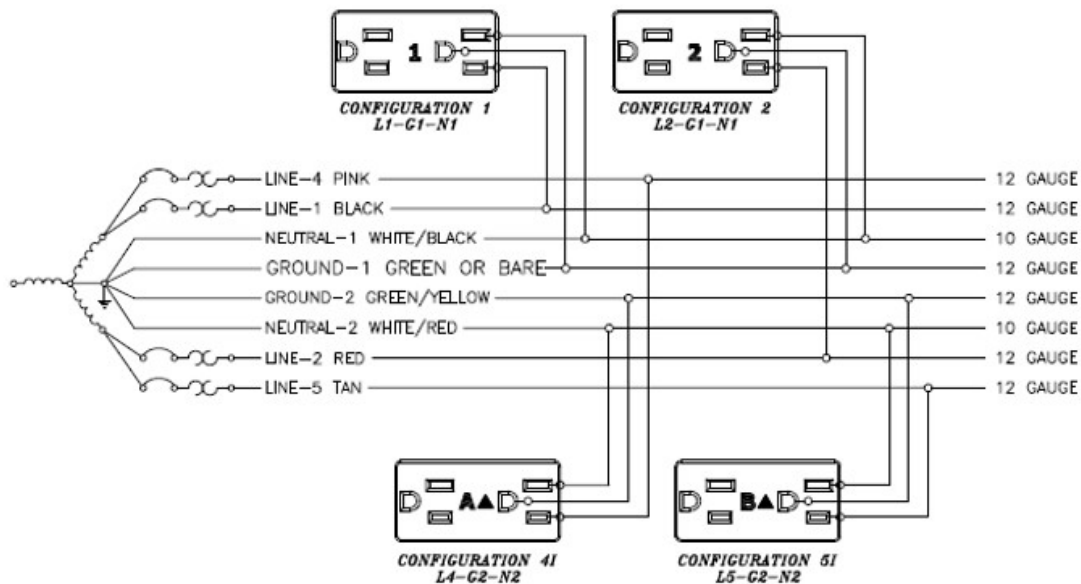 1
2
CONFIGURATION 1
L1-G1-N1
CONFIGURATION 2
L2-G1-N1
LINE-4 PINK 12 GAUGE
LINE-1 BLACK 12 GAUGE
NEUTRAL-1 WHITE/BLACK 10 GAUGE
GROUND-1 GREEN OR BARE 12 GAUGE
GROUND-2 GREEN/YELLOW 12 GAUGE
NEUTRAL-2 WHITE/RED 10 GAUGE
LINE-2 RED 12 GAUGE
LINE-5 TAN 12 GAUGE
A▲
B▲
CONFIGURATION 4I
L4-G2-N2
CONFIGURATION 5I
L5-G2-N2